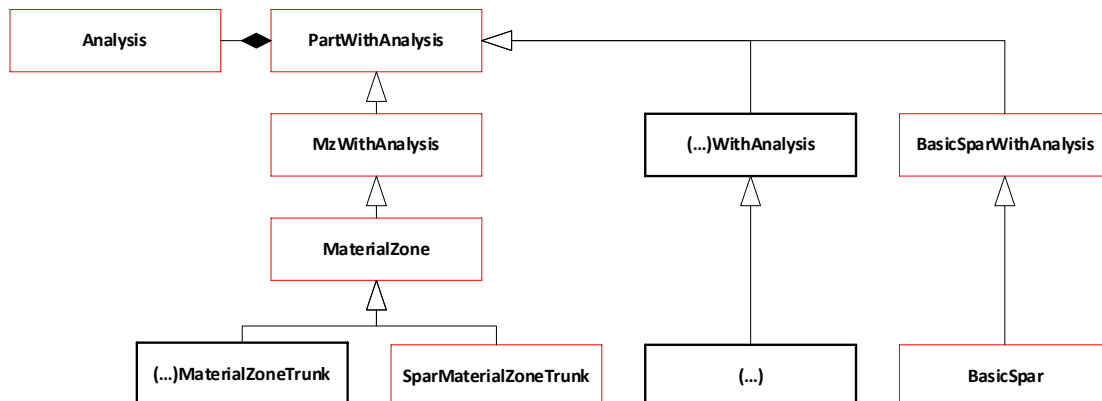 Analysis
PartWithAnalysis
MzWithAnalysis
(...)WithAnalysis
BasicSparWithAnalysis
MaterialZone
(...)MaterialZoneTrunk
SparMaterialZoneTrunk
(...)
BasicSpar